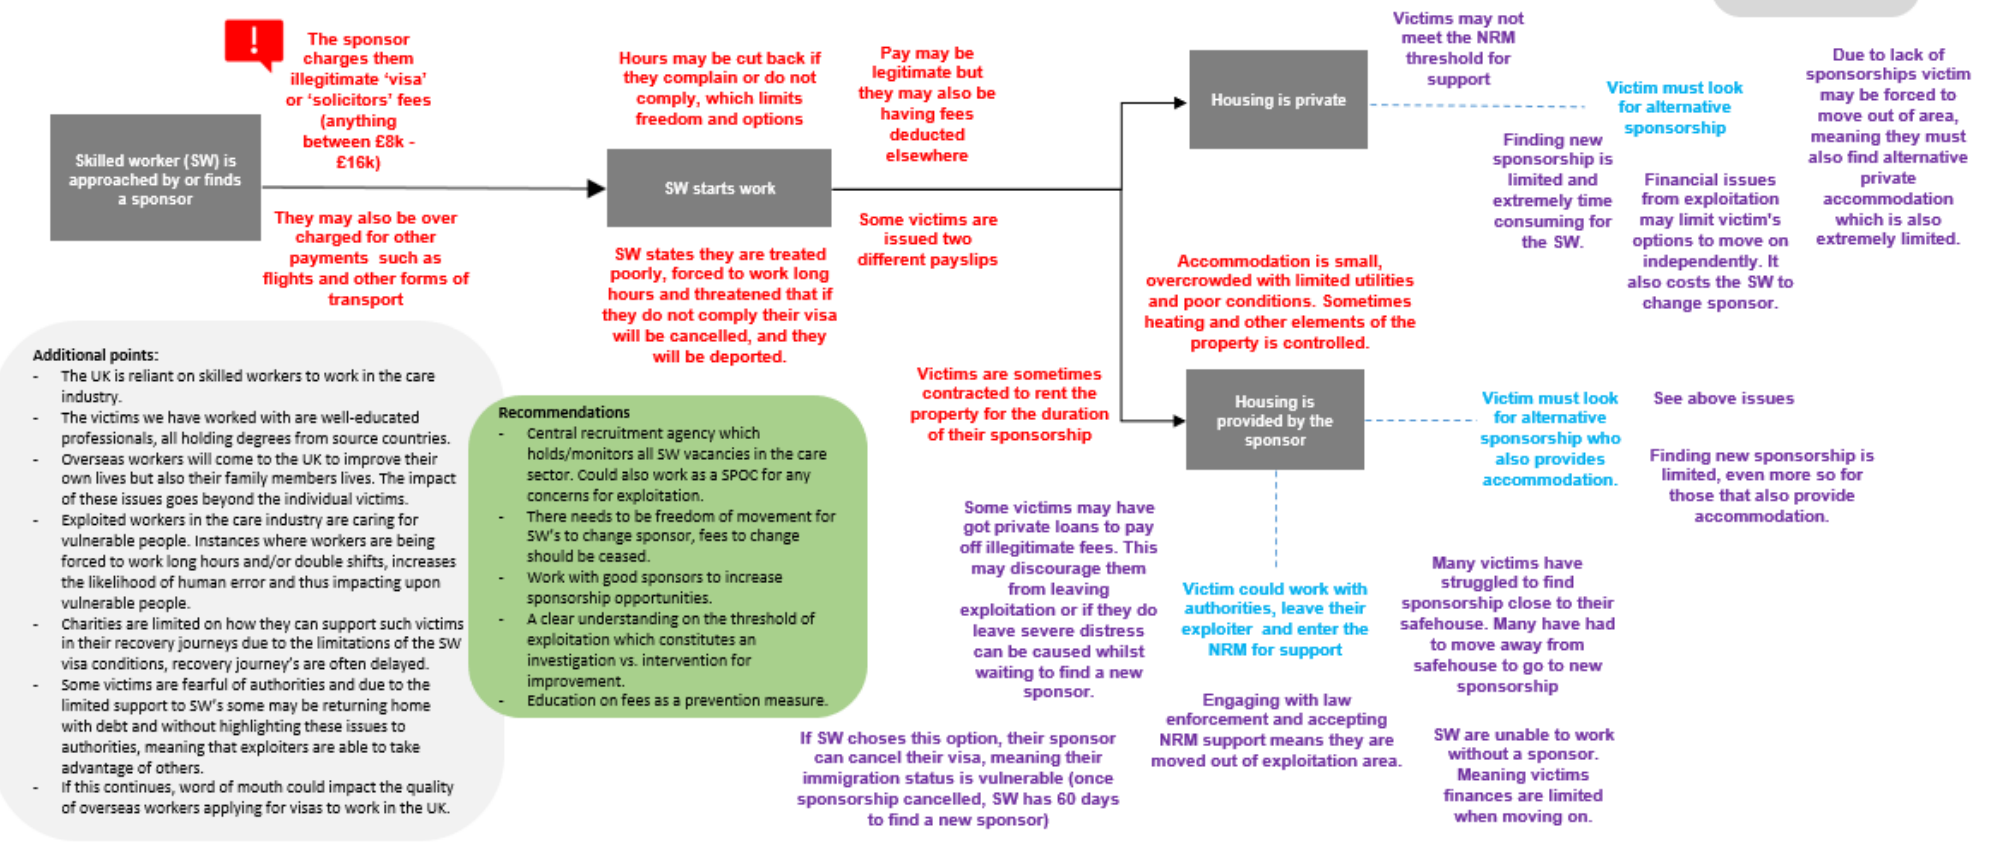 Skilled worker (SW) is
approached by or finds
a sponsor
!
The sponsor
charges them
illegitimate ‘visa’
or ‘solicitors’ fees
(anything
between £8k -
£16k)
They may also be over
charged for other
payments such as
flights and other forms of
transport
Hours may be cut back if
they complain or do not
comply, which limits
freedom and options
SW starts work
SW states they are treated
poorly, forced to work long
hours and threatened that if
they do not comply their visa
will be cancelled, and they
will be deported.
Pay may be
legitimate but
they may also be
having fees
deducted
elsewhere
Some victims are
issued two
different payslips
Housing is private
Victims may not
meet the NRM
threshold for
support
Victim must look
for alternative
sponsorship
Finding new
sponsorship is
limited and
extremely time
consuming for
the SW.
Financial issues
from exploitation
may limit victim's
options to move on
independently. It
also costs the SW to
change sponsor.
Due to lack of
sponsorships victim
may be forced to
move out of area,
meaning they must
also find alternative
private
accommodation
which is also
extremely limited.
Accommodation is small,
overcrowded with limited utilities
and poor conditions. Sometimes
heating and other elements of the
property is controlled.
Victims are sometimes
contracted to rent the
property for the duration
of their sponsorship
Housing is
provided by the
sponsor
Victim must look
for alternative
sponsorship who
also provides
accommodation.
See above issues
Finding new sponsorship is
limited, even more so for
those that also provide
accommodation.
Some victims may have
got private loans to pay
off illegitimate fees. This
may discourage them
from leaving
exploitation or if they do
leave severe distress
can be caused whilst
waiting to find a new
sponsor.
Victim could work with
authorities, leave their
exploiter and enter the
NRM for support
Many victims have
struggled to find
sponsorship close to their
safehouse. Many have had
to move away from
safehouse to go to new
sponsorship
Engaging with law
enforcement and accepting
NRM support means they are
moved out of exploitation area.
If SW choses this option, their sponsor
can cancel their visa, meaning their
immigration status is vulnerable (once
sponsorship cancelled, SW has 60 days
to find a new sponsor)
SW are unable to work
without a sponsor.
Meaning victims
finances are limited
when moving on.
Additional points:
- The UK is reliant on skilled workers to work in the care
industry.
- The victims we have worked with are well-educated
professionals, all holding degrees from source countries.
- Overseas workers will come to the UK to improve their
own lives but also their family members lives. The impact
of these issues goes beyond the individual victims.
- Exploited workers in the care industry are caring for
vulnerable people. Instances where workers are being
forced to work long hours and/or double shifts, increases
the likelihood of human error and thus impacting upon
vulnerable people.
- Charities are limited on how they can support such victims
in their recovery journeys due to the limitations of the SW
visa conditions, recovery journey's are often delayed.
- Some victims are fearful of authorities and due to the
limited support to SW's some may be returning home
with debt and without highlighting these issues to
authorities, meaning that exploiters are able to take
advantage of others.
- If this continues, word of mouth could impact the quality
of overseas workers applying for visas to work in the UK.
Recommendations
- Central recruitment agency which
holds/monitors all SW vacancies in the care
sector. Could also work as a SPOC for any
concerns for exploitation.
- There needs to be freedom of movement for
SW's to change sponsor, fees to change
should be ceased.
- Work with good sponsors to increase
sponsorship opportunities.
- A clear understanding on the threshold of
exploitation which constitutes an
investigation vs. intervention for
improvement.
- Education on fees as a prevention measure.